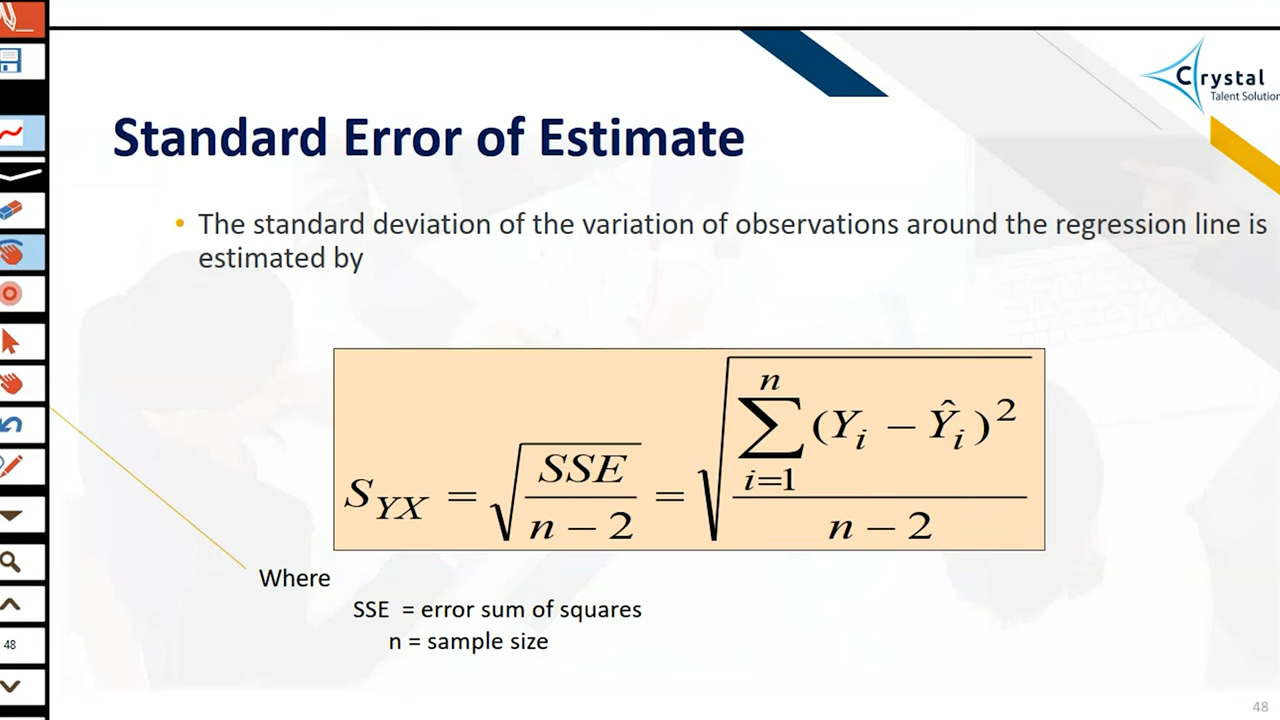 Crystal
Talent Solution
Standard Error of Estimate
• The standard deviation of the variation of observations around the regression line is
estimated by
S_YX = √(SSE / (n − 2)) = √(∑_{i=1}^{n} (Y_i − Ŷ_i)² / (n − 2))
Where
SSE = error sum of squares
n = sample size
48
48